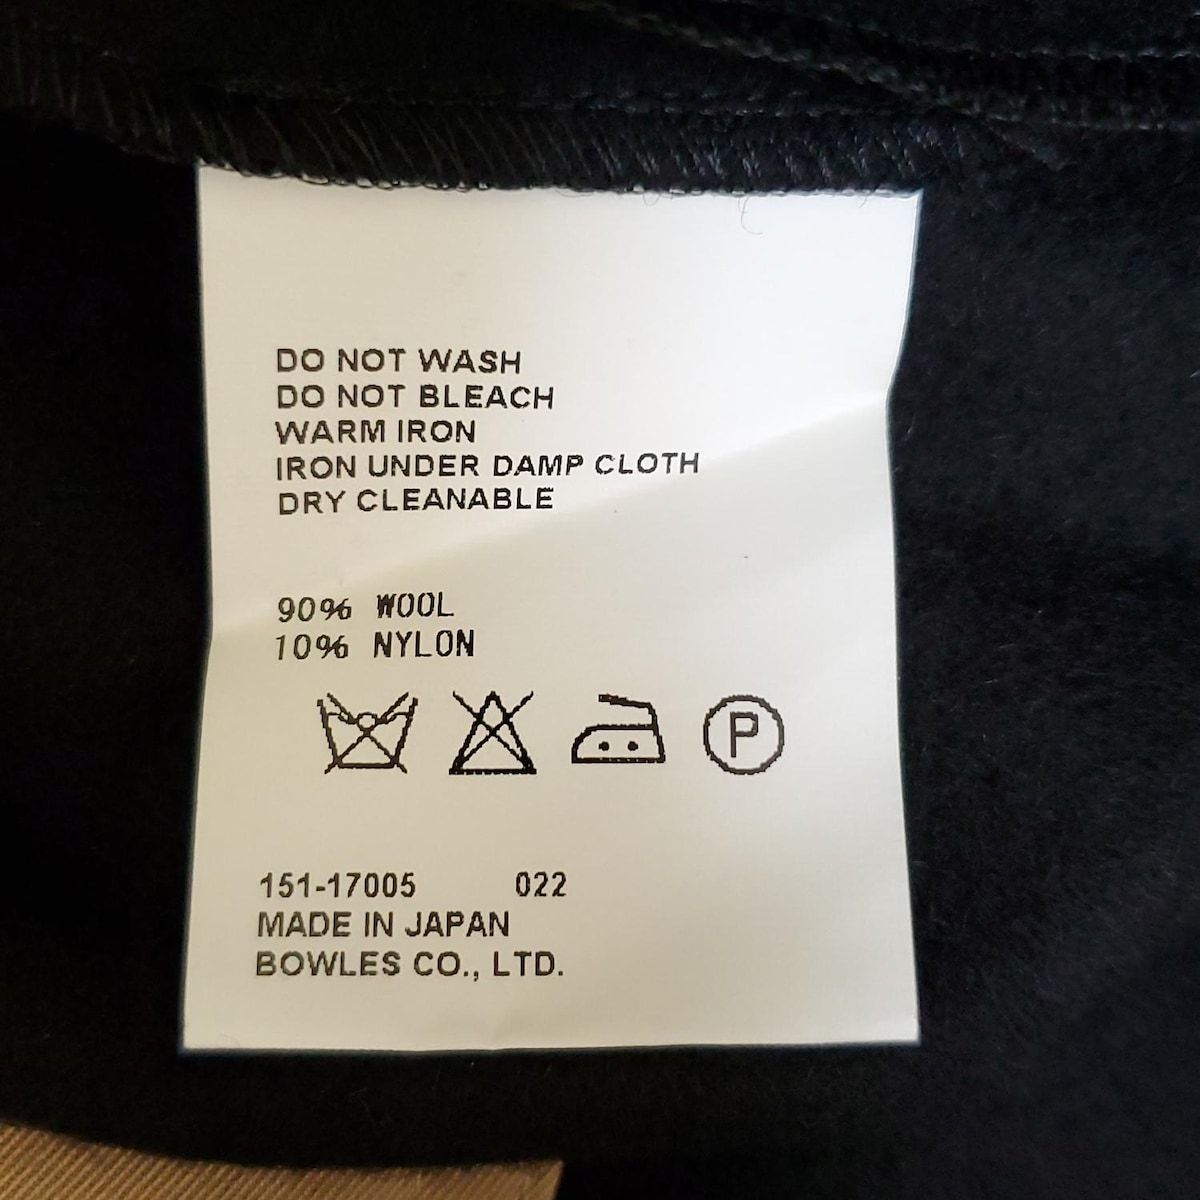 DO NOT WASH
DO NOT BLEACH
WARM IRON
IRON UNDER DAMP CLOTH
DRY CLEANABLE
90% WOOL
10% NYLON
P
151-17005 022
MADE IN JAPAN
BOWLES CO., LTD.